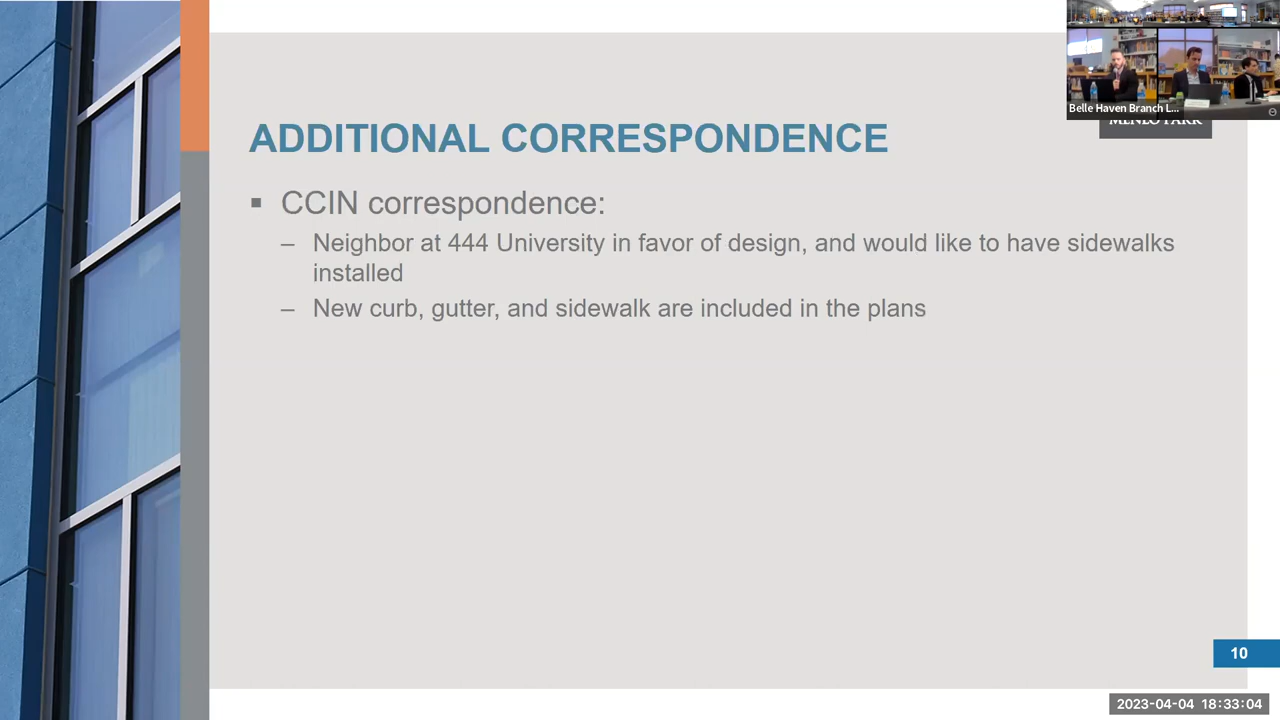 Belle Haven Branch L...
MENLO PARK
ADDITIONAL CORRESPONDENCE
▪ CCIN correspondence:
– Neighbor at 444 University in favor of design, and would like to have sidewalks
installed
– New curb, gutter, and sidewalk are included in the plans
10
2023-04-04 18:33:04